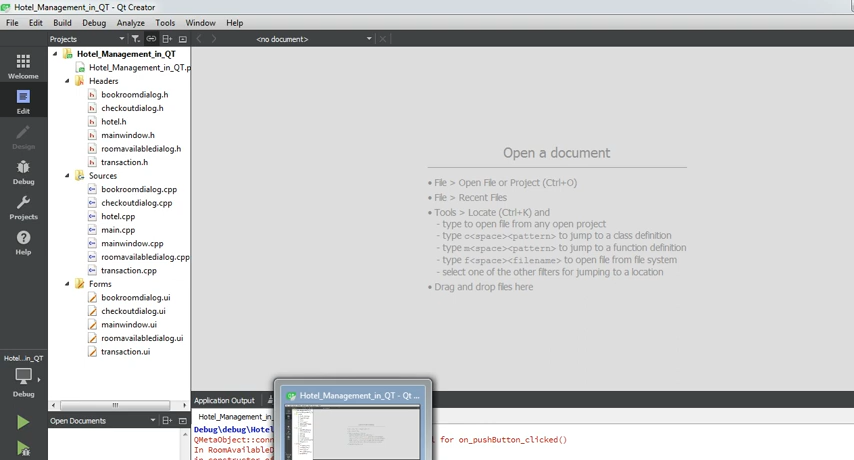 Hotel_Management_in_QT - Qt Creator
File Edit Build Debug Analyze Tools Window Help
Projects
<no document>
Welcome
Edit
Design
Debug
Projects
Help
Hotel_Management_in_QT
Hotel_Management_in_QT.p
Headers
bookroomdialog.h
checkoutdialog.h
hotel.h
mainwindow.h
roomavailabledialog.h
transaction.h
Sources
bookroomdialog.cpp
checkoutdialog.cpp
hotel.cpp
main.cpp
mainwindow.cpp
roomavailabledialog.cpp
transaction.cpp
Forms
bookroomdialog.ui
checkoutdialog.ui
mainwindow.ui
roomavailabledialog.ui
transaction.ui
Open a document
• File > Open File or Project (Ctrl+O)
• File > Recent Files
• Tools > Locate (Ctrl+K) and
- type to open file from any open project
- type c<space><pattern> to jump to a class definition
- type m<space><pattern> to jump to a function definition
- type f<space><filename> to open file from file system
- select one of the other filters for jumping to a location
• Drag and drop files here
Hotel...in_QT
Debug
Open Documents
Application Output
Hotel_Management_in_QT - Qt ...
Hotel_Management_in_
Debug\debug\Hotel
QMetaObject::conn
l for on_pushButton_clicked()
In RoomAvailableD